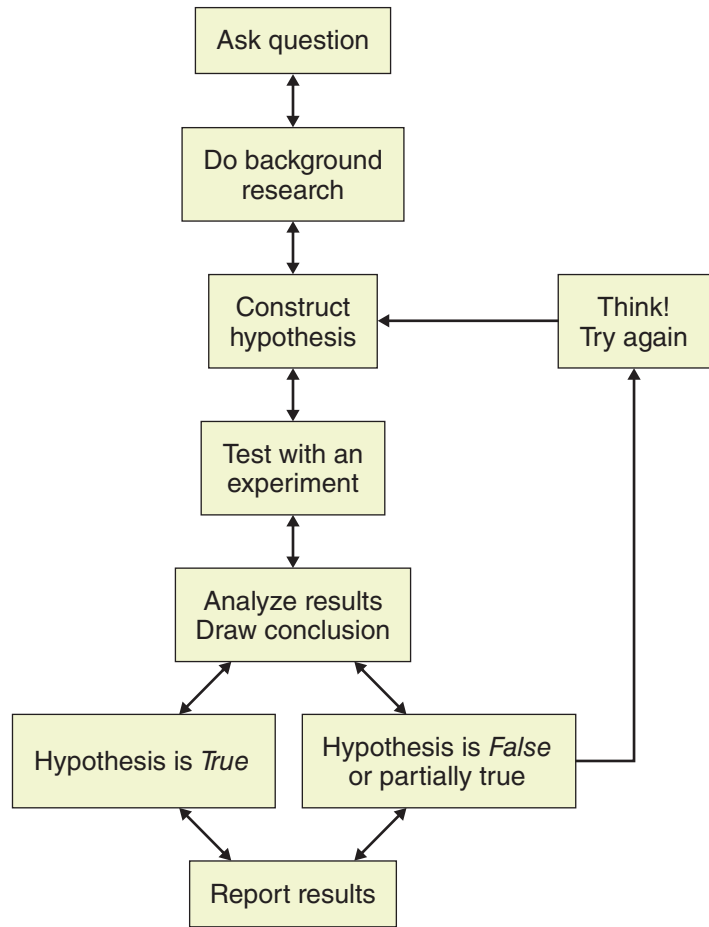 Ask question
Do background
research
Construct
hypothesis
Think!
Try again
Test with an
experiment
Analyze results
Draw conclusion
Hypothesis is True
Hypothesis is False
or partially true
Report results